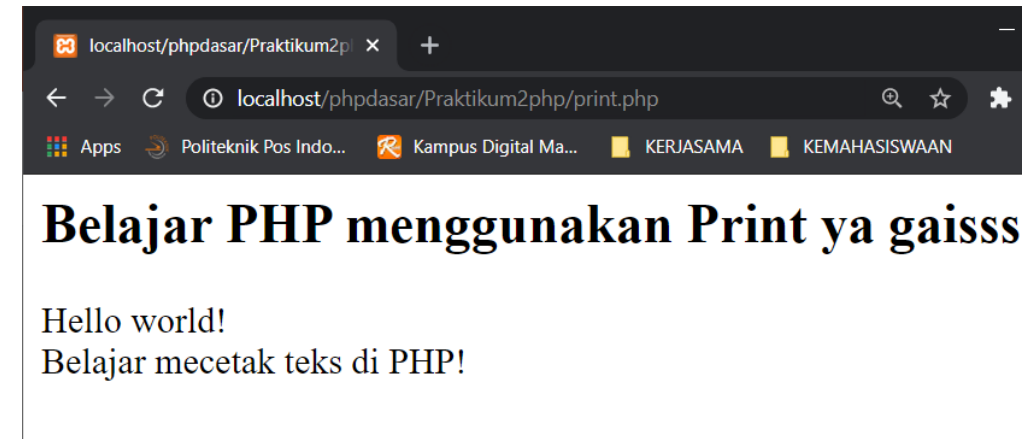 localhost/phpdasar/Praktikum2pl
localhost/phpdasar/Praktikum2php/print.php
Apps Politeknik Pos Indo... Kampus Digital Ma... KERJASAMA KEMAHASISWAAN
Belajar PHP menggunakan Print ya gaisss
Hello world!
Belajar mecetak teks di PHP!